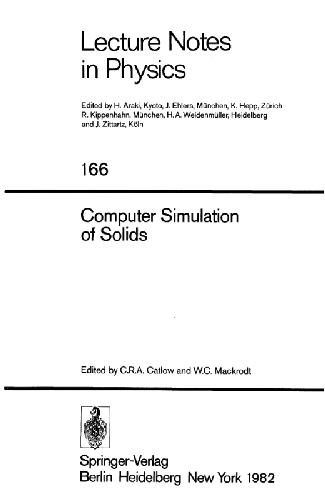 Lecture Notes
in Physics
Edited by H. Araki, Kyoto, J. Ehlers, München, K. Hepp, Zürich
R. Kippenhahn, München, H.A. Weidenmüller, Heidelberg
and J. Zittartz, Köln
166
Computer Simulation
of Solids
Edited by C.R.A. Catlow and W.C. Mackrodt
Springer-Verlag
Berlin Heidelberg New York 1982